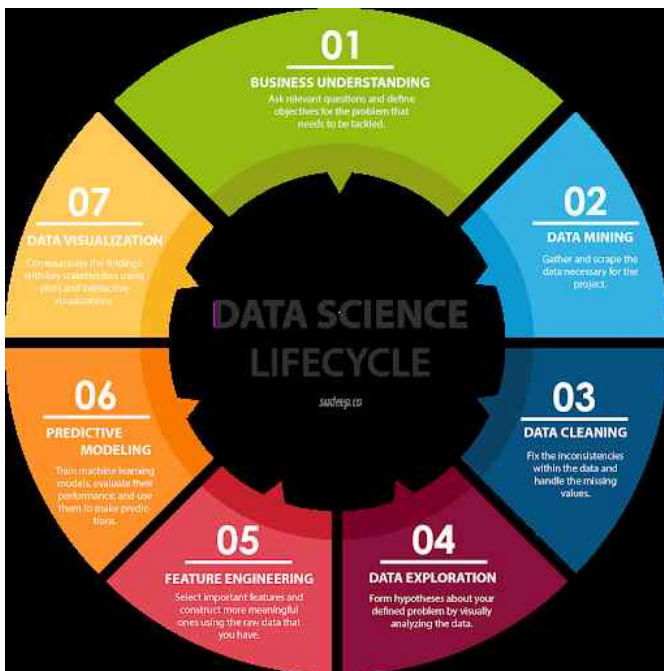 01
BUSINESS UNDERSTANDING
Ask relevant questions and define
objectives for the problem that
needs to be tackled.
02
DATA MINING
Gather and scrape the
data necessary for the
project.
03
DATA CLEANING
Fix the inconsistencies
within the data and
handle the missing
values.
04
DATA EXPLORATION
Form hypotheses about your
defined problem by visually
analyzing the data.
05
FEATURE ENGINEERING
Select important features and
construct more meaningful
ones using the raw data that
you have.
06
PREDICTIVE
MODELING
Train machine learning
models, evaluate their
performance, and use
them to make predic-
tions.
07
DATA VISUALIZATION
Communicate the findings
with key stakeholders using
plots and interactive
visualizations.
DATA SCIENCE
LIFECYCLE
sudeep.co